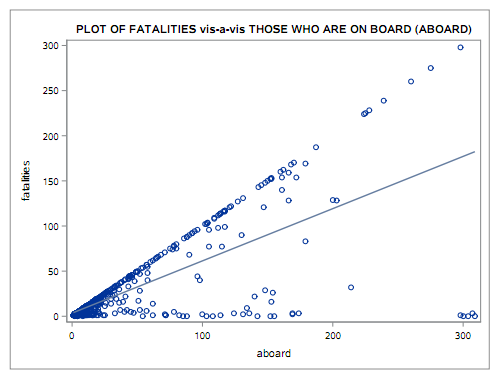 PLOT OF FATALITIES vis-a-vis THOSE WHO ARE ON BOARD (ABOARD)
300
250
200
150
100
50
0
fatalities
0 100 200 300
aboard